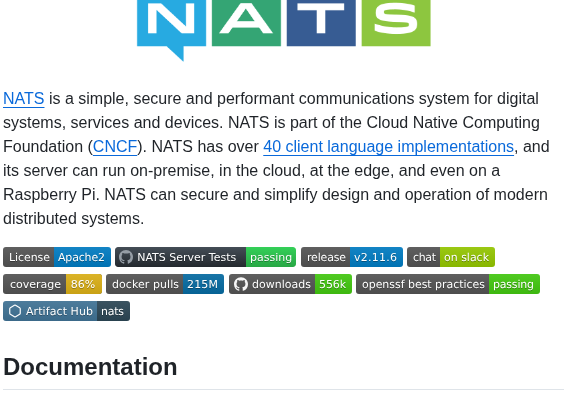 NATS
NATS is a simple, secure and performant communications system for digital
systems, services and devices. NATS is part of the Cloud Native Computing
Foundation (CNCF). NATS has over 40 client language implementations, and
its server can run on-premise, in the cloud, at the edge, and even on a
Raspberry Pi. NATS can secure and simplify design and operation of modern
distributed systems.
License Apache2 NATS Server Tests passing release v2.11.6 chat on slack
coverage 86% docker pulls 215M downloads 556k openssf best practices passing
Artifact Hub nats
Documentation